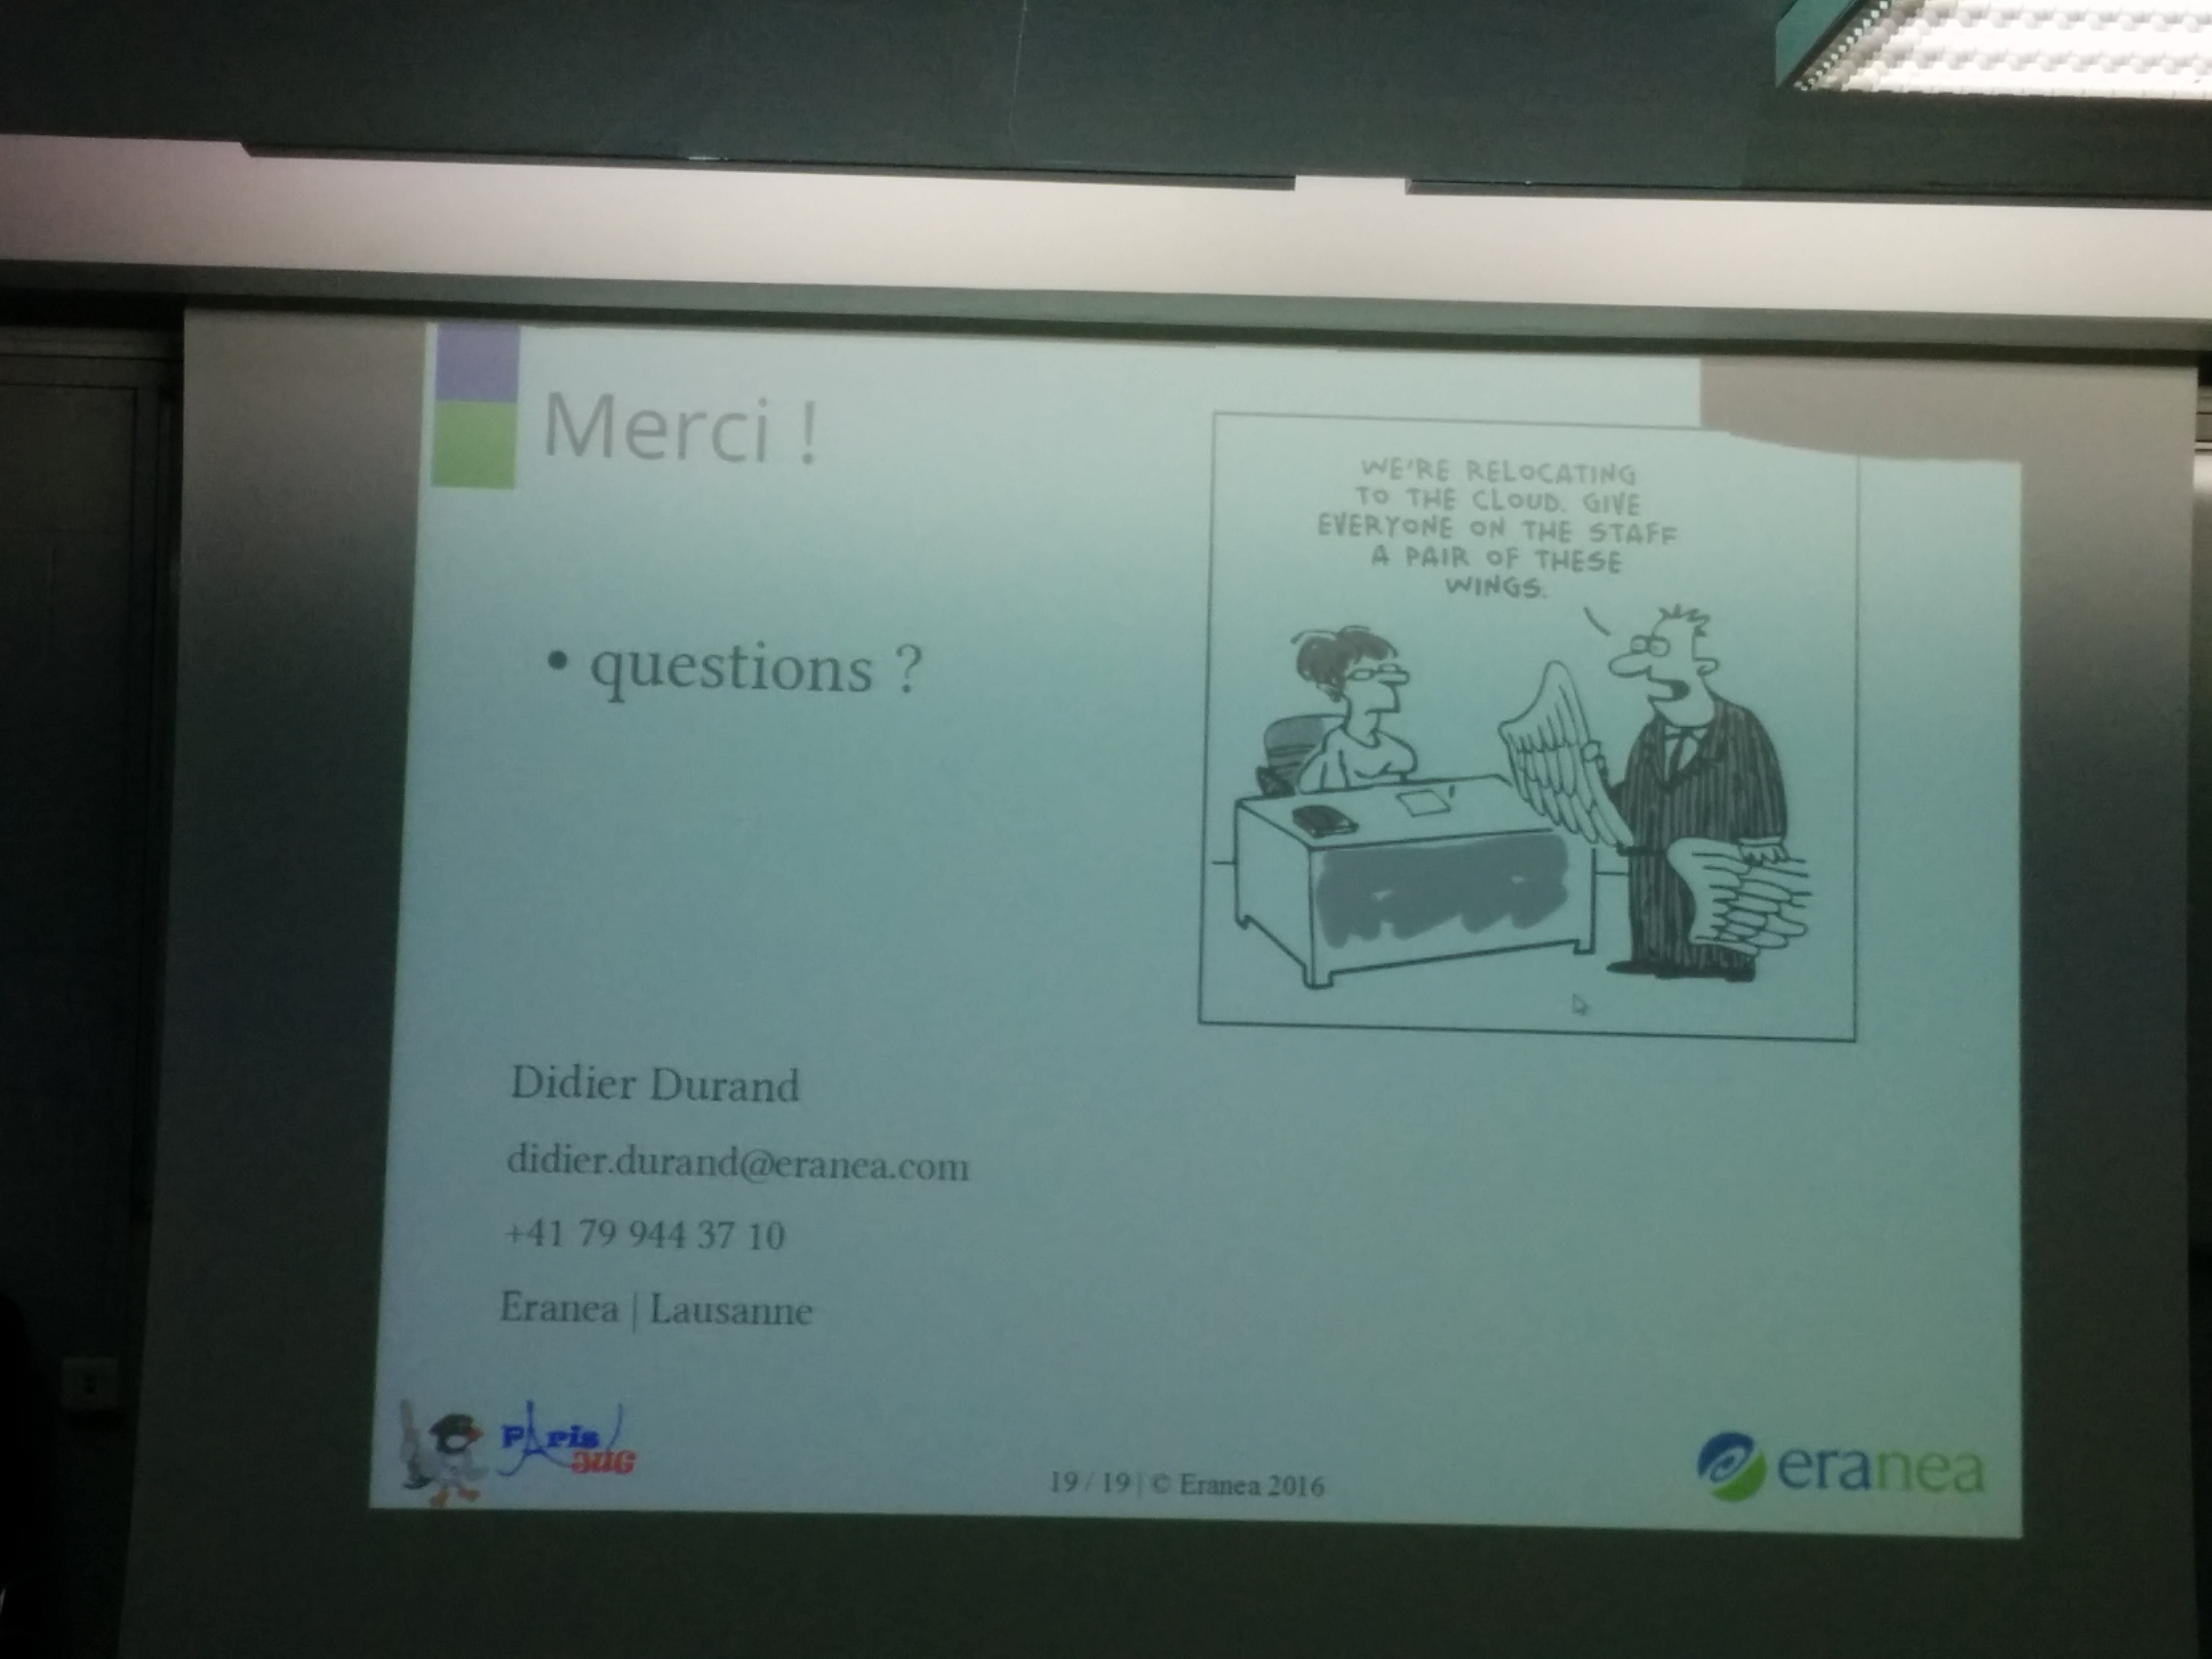 Merci !
• questions ?
WE'RE RELOCATING
TO THE CLOUD. GIVE
EVERYONE ON THE STAFF
A PAIR OF THESE
WINGS.
Didier Durand
didier.durand@eranea.com
+41 79 944 37 10
Eranea | Lausanne
Paris
JUG
19 / 19 | © Eranea 2016
eranea